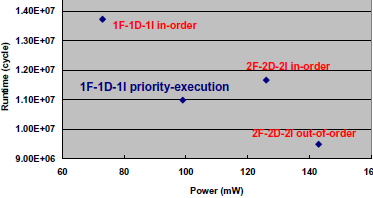 1.40E+07
1F-1D-1I in-order
1.30E+07
Runtime (cycle)
1.20E+07
2F-2D-2I in-order
1F-1D-1I priority-execution
1.10E+07
1.00E+07
2F-2D-2I out-of-order
9.00E+06
60 80 100 120 140 160
Power (mW)